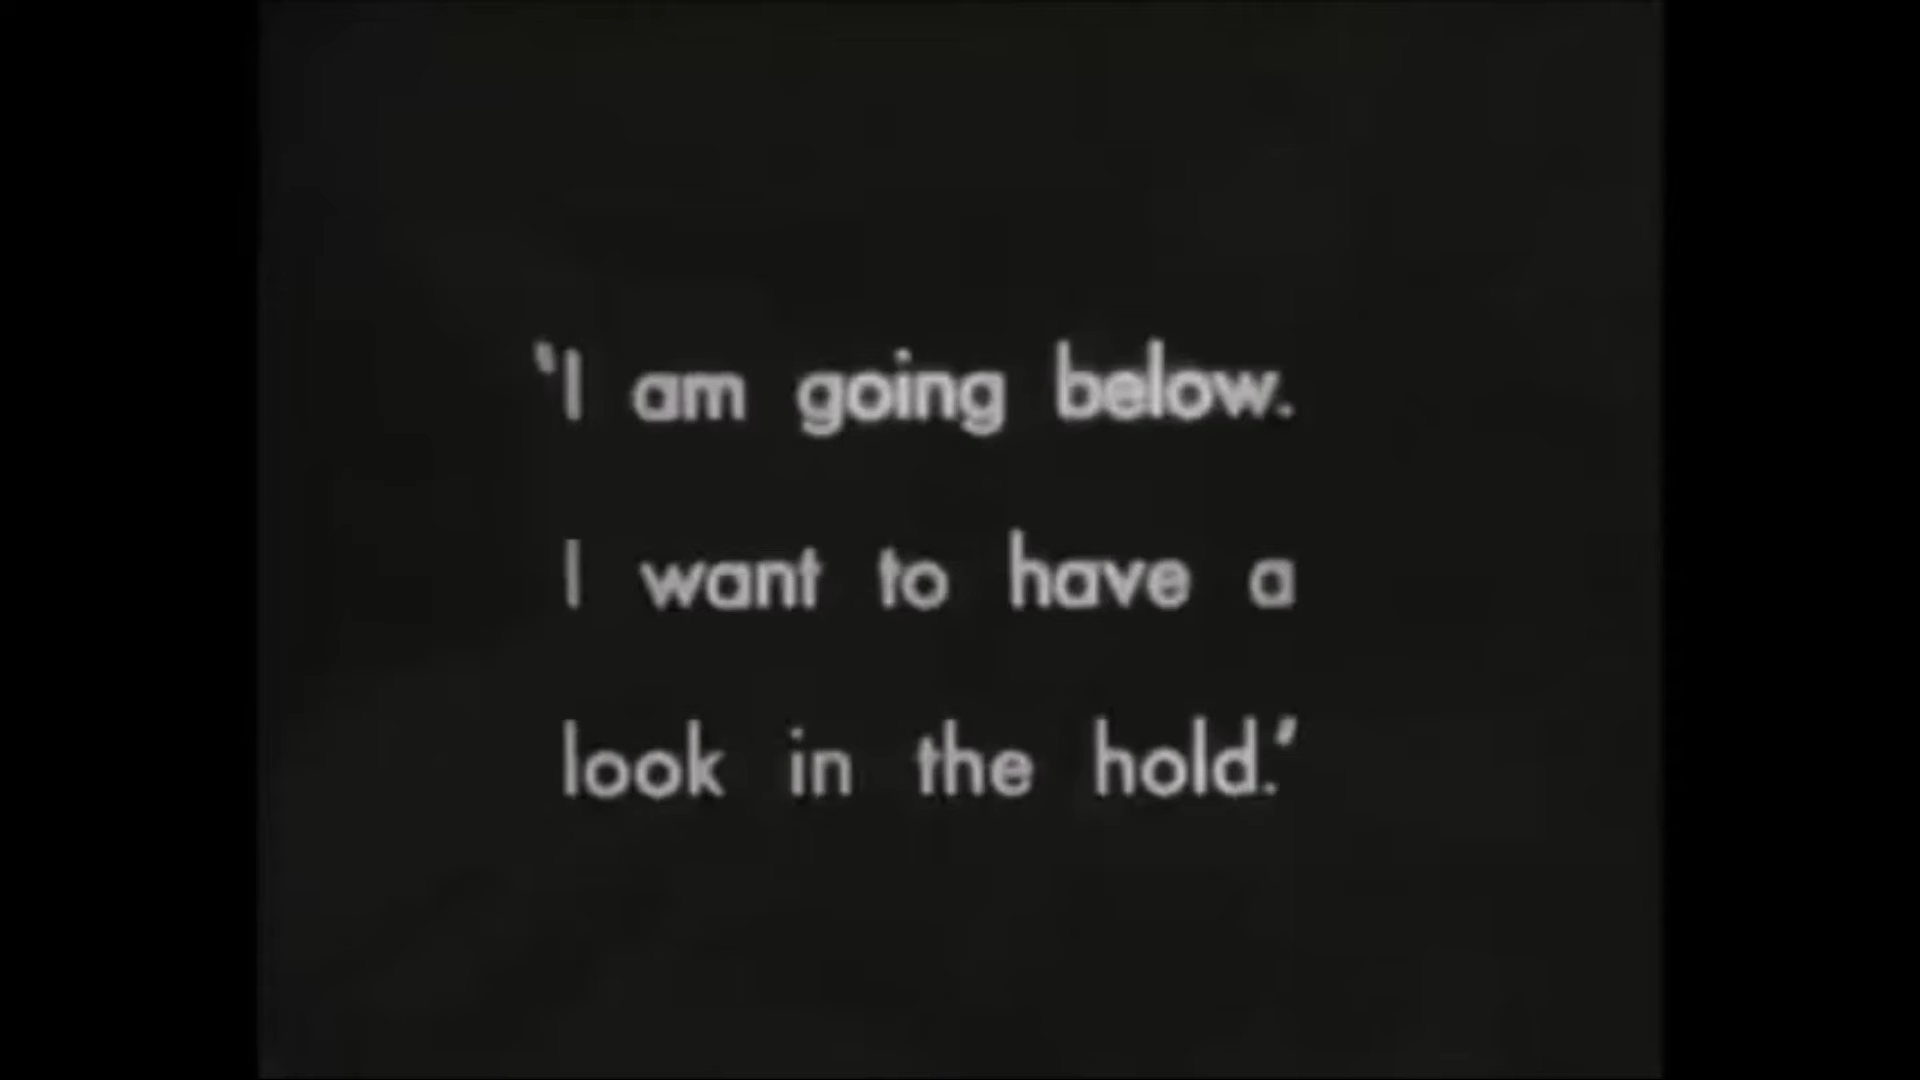 'I am going below.
I want to have a
look in the hold.'